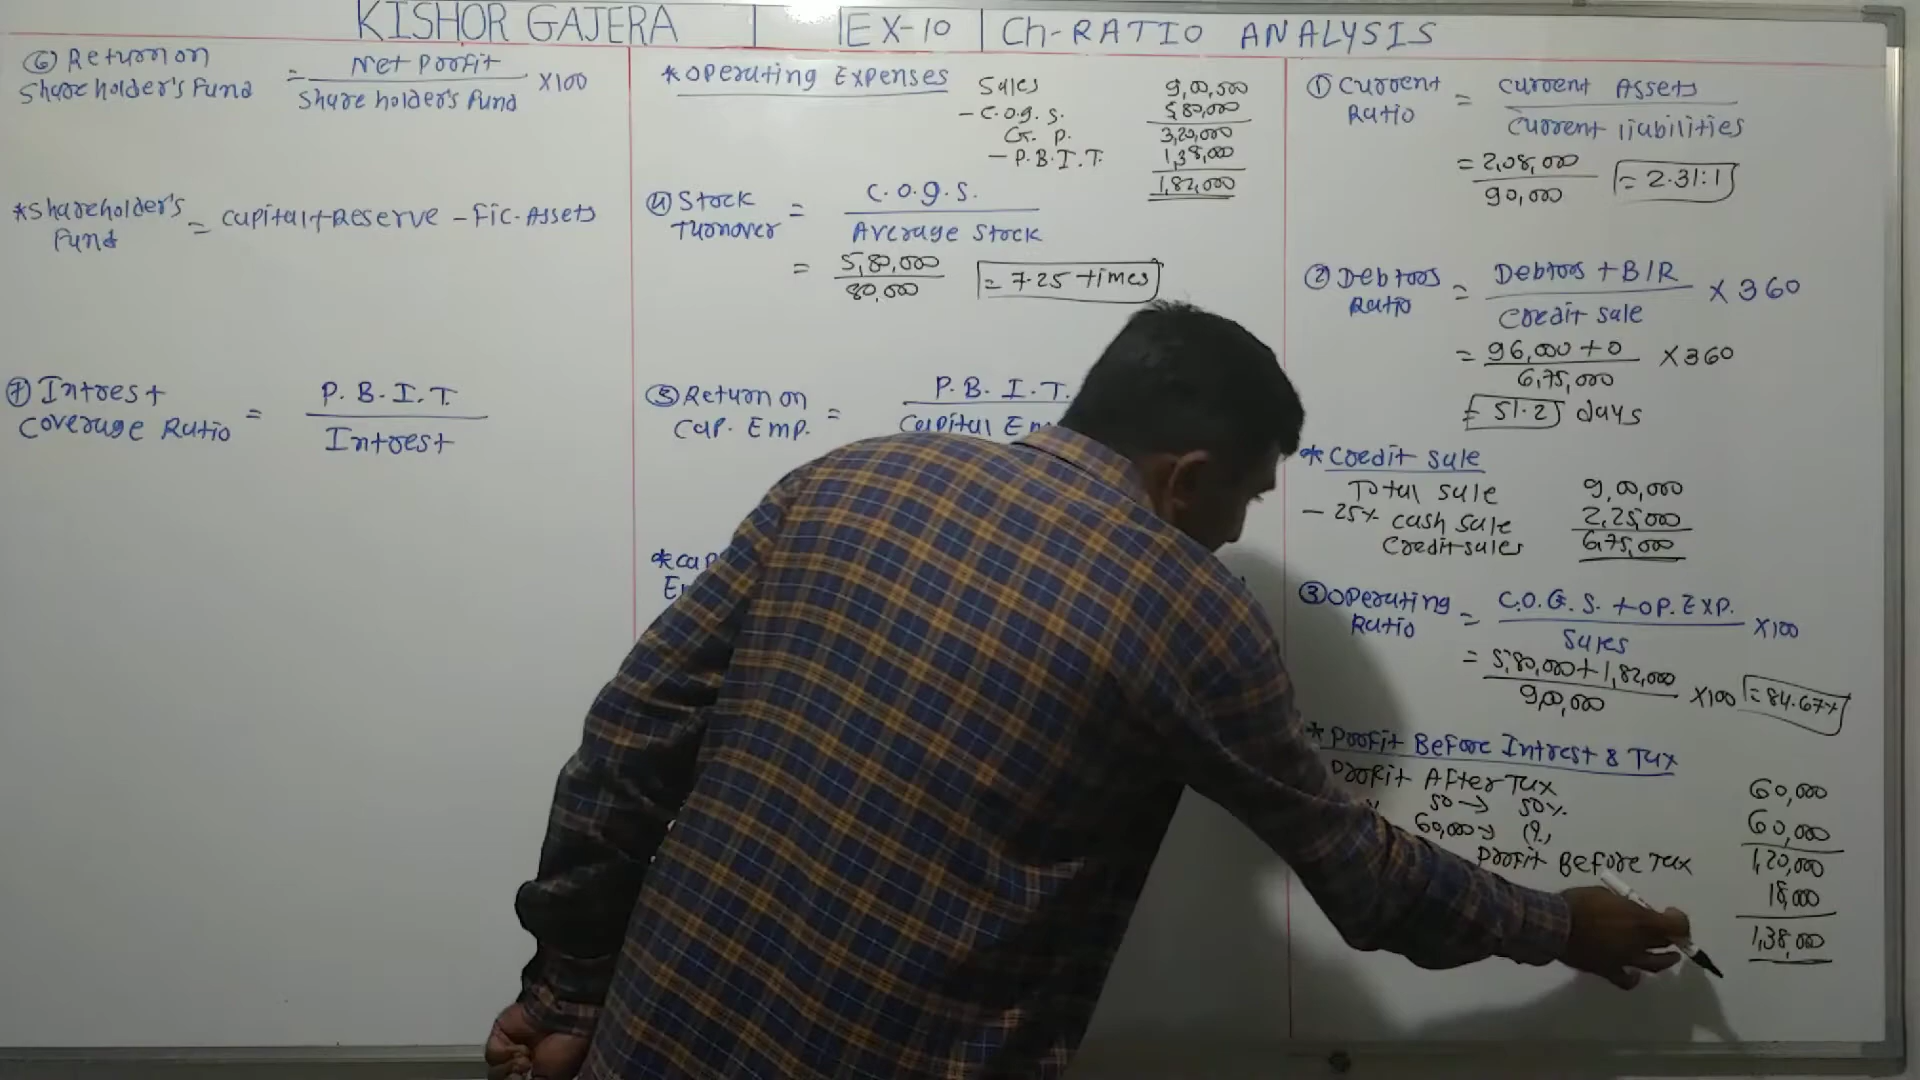 KISHOR GAJERA EX-10 Ch-RATIO ANALYSIS
⑥ Return on Shareholder's Fund = Net Profit / Shareholder's Fund ×100
*Shareholder's Fund = capital + Reserve - Fic. Assets
⑦ Intrest Coverage Ratio = P.B.I.T. / Intrest
*Operating Expenses
Sales 9,00,000
- C.O.G.S. 5,80,000
G.P. 3,20,000
- P.B.I.T. 1,38,000
1,82,000
④ Stock Turnover = C.O.G.S. / Average Stock
= 5,80,000 / 80,000 = 7.25 times
⑤ Return on Cap. Emp. = P.B.I.T. / Capital
① Current Ratio = Current Assets / Current liabilities
= 2,08,000 / 90,000 = 2.31:1
② Debtors Ratio = Debtors + B/R / Credit sale × 360
= 96,000 + 0 / 6,75,000 × 360
= 51.2 days
* Credit sale
Total sale 9,00,000
- 25% cash sale 2,25,000
Credit sales 6,75,000
③ Operating Ratio = C.O.G.S. + OP. EXP. / Sales ×100
= 5,80,000 + 1,82,000 / 9,00,000 ×100 = 84.67%
* Profit Before Intrest & Tax
Profit After Tax 60,000
50 → 50%
60,000 → (?) 60,000
Profit Before Tax 1,20,000
18,000
1,38,000